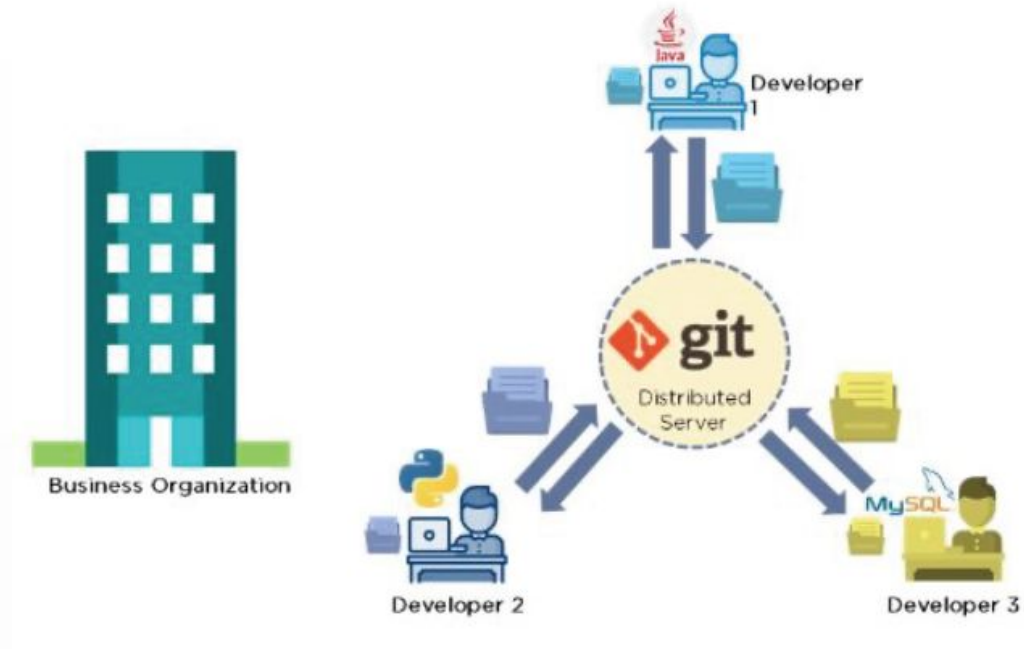 Java
Developer
1
git
Distributed
Server
Business Organization
MySQL
Developer 2
Developer 3